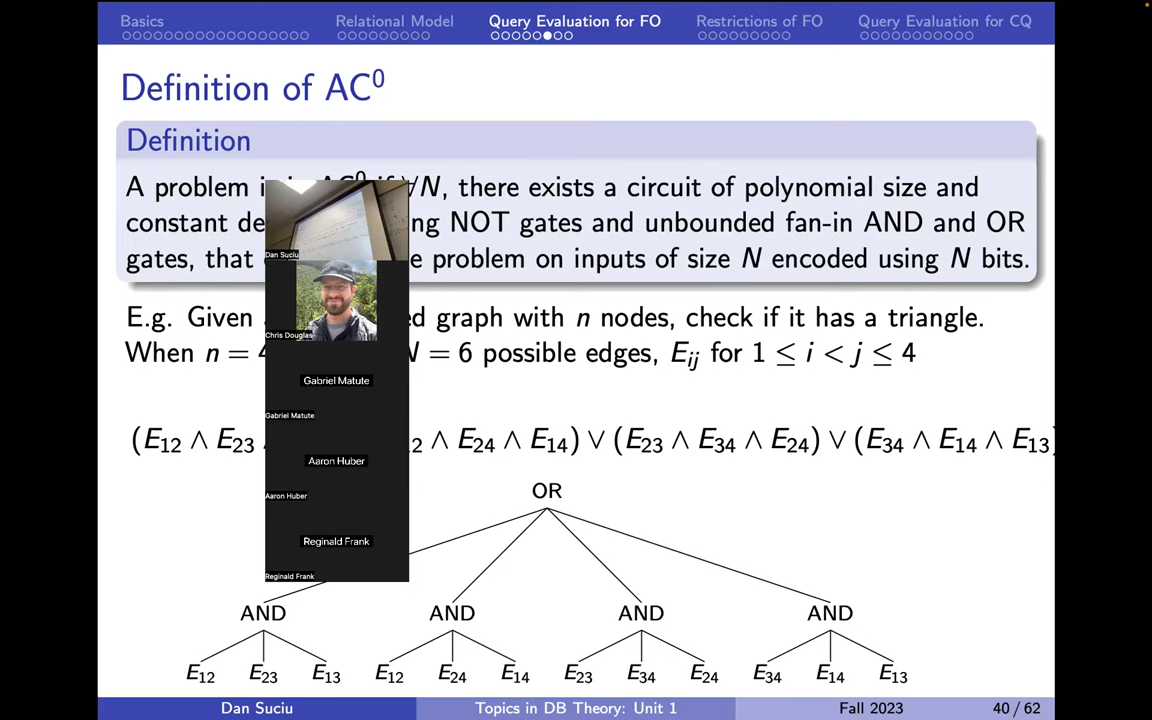 Basics Relational Model Query Evaluation for FO Restrictions of FO Query Evaluation for CQ
Definition of AC⁰
Definition
A problem i AC⁰ if ∀N, there exists a circuit of polynomial size and
constant de ng NOT gates and unbounded fan-in AND and OR
gates, that e problem on inputs of size N encoded using N bits.
E.g. Given ed graph with n nodes, check if it has a triangle.
When n = 4 N = 6 possible edges, E_ij for 1 ≤ i < j ≤ 4
(E₁₂ ∧ E₂₃ ₁₂ ∧ E₂₄ ∧ E₁₄) ∨ (E₂₃ ∧ E₃₄ ∧ E₂₄) ∨ (E₃₄ ∧ E₁₄ ∧ E₁₃)
Dan Suciu
Chris Douglas
Gabriel Matute
Gabriel Matute
Aaron Huber
Aaron Huber
Reginald Frank
Reginald Frank
OR
AND AND AND AND
E₁₂ E₂₃ E₁₃ E₁₂ E₂₄ E₁₄ E₂₃ E₃₄ E₂₄ E₃₄ E₁₄ E₁₃
Dan Suciu Topics in DB Theory: Unit 1 Fall 2023 40 / 62